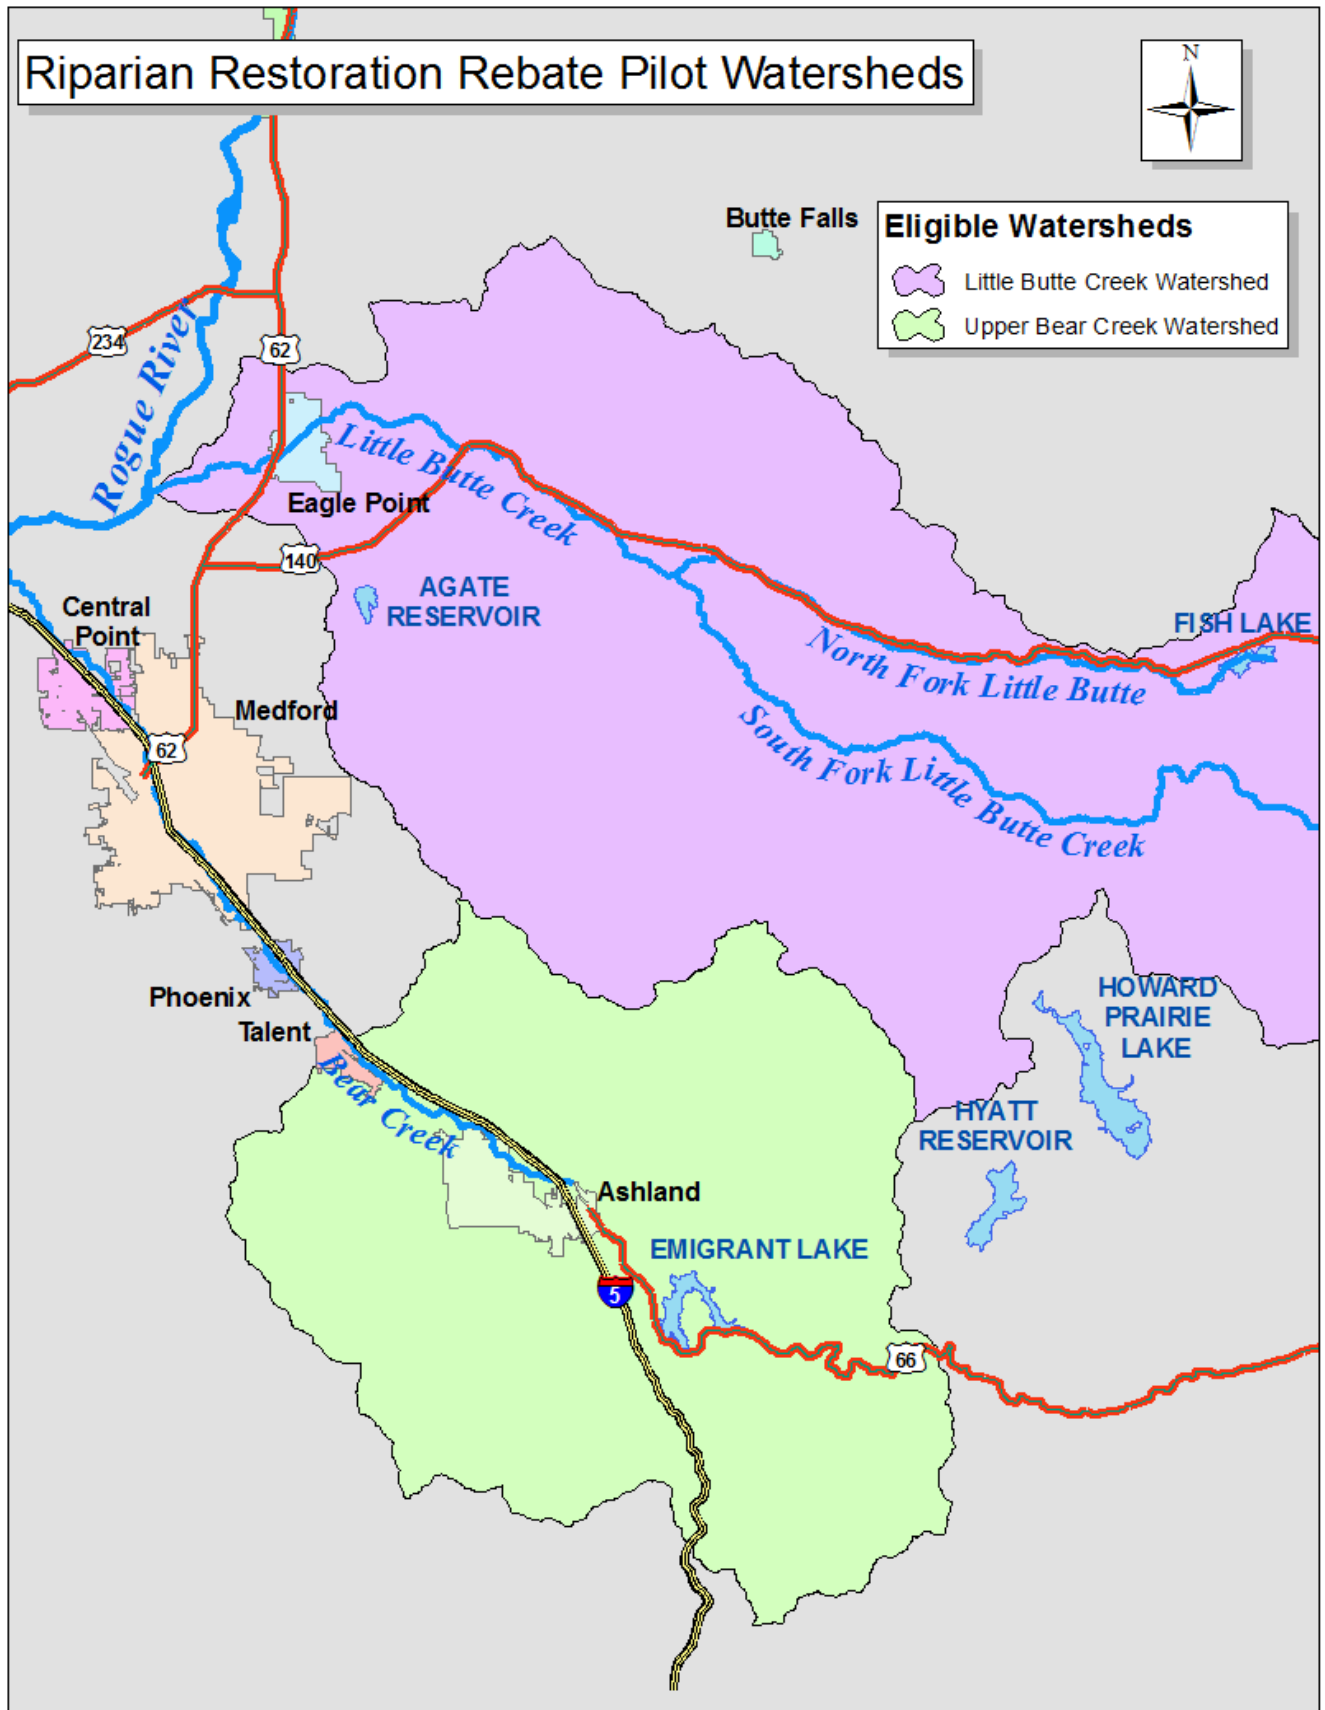 Riparian Restoration Rebate Pilot Watersheds
N
Butte Falls
Eligible Watersheds
Little Butte Creek Watershed
Upper Bear Creek Watershed
234
62
Rogue River
Little Butte Creek
Eagle Point
140
AGATE
RESERVOIR
Central
Point
FISH LAKE
North Fork Little Butte
Medford
62
South Fork Little Butte Creek
Phoenix
HOWARD
PRAIRIE
LAKE
Talent
Bear Creek
HYATT
RESERVOIR
Ashland
EMIGRANT LAKE
5
66